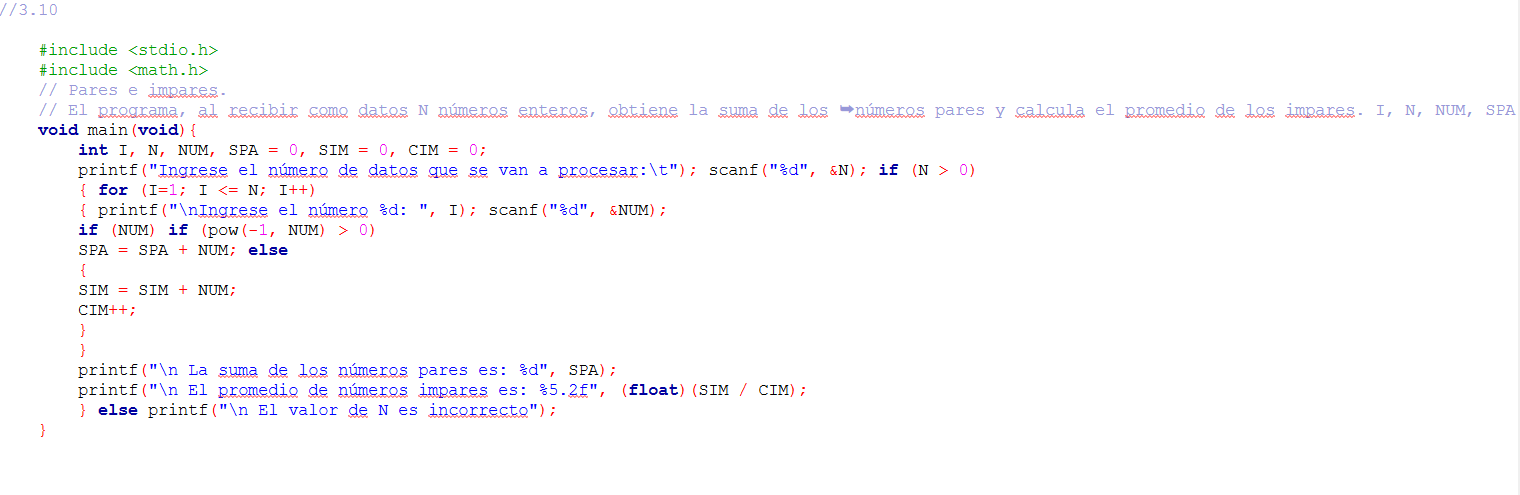 //3.10
#include <stdio.h>
#include <math.h>
// Pares e impares.
// El programa, al recibir como datos N números enteros, obtiene la suma de los ➥números pares y calcula el promedio de los impares. I, N, NUM, SPA
void main(void){
int I, N, NUM, SPA = 0, SIM = 0, CIM = 0;
printf("Ingrese el número de datos que se van a procesar:\t"); scanf("%d", &N); if (N > 0)
{ for (I=1; I <= N; I++)
{ printf("\nIngrese el número %d: ", I); scanf("%d", &NUM);
if (NUM) if (pow(-1, NUM) > 0)
SPA = SPA + NUM; else
{
SIM = SIM + NUM;
CIM++;
}
}
printf("\n La suma de los números pares es: %d", SPA);
printf("\n El promedio de números impares es: %5.2f", (float)(SIM / CIM);
} else printf("\n El valor de N es incorrecto");
}